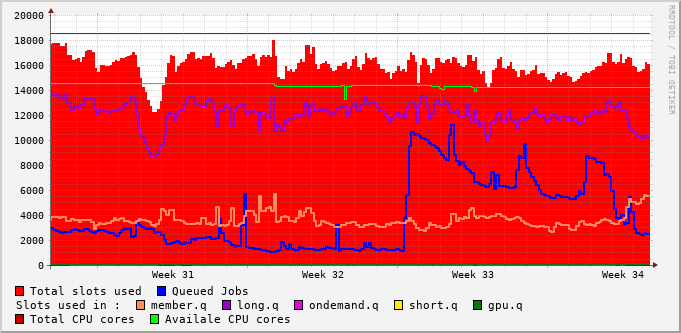 20000
18000
16000
14000
12000
10000
8000
6000
4000
2000
0
Week 31 Week 32 Week 33 Week 34
RRDTOOL / TOBI OETIKER
Total slots used Queued Jobs
Slots used in : member.q long.q ondemand.q short.q gpu.q
Total CPU cores Availale CPU cores